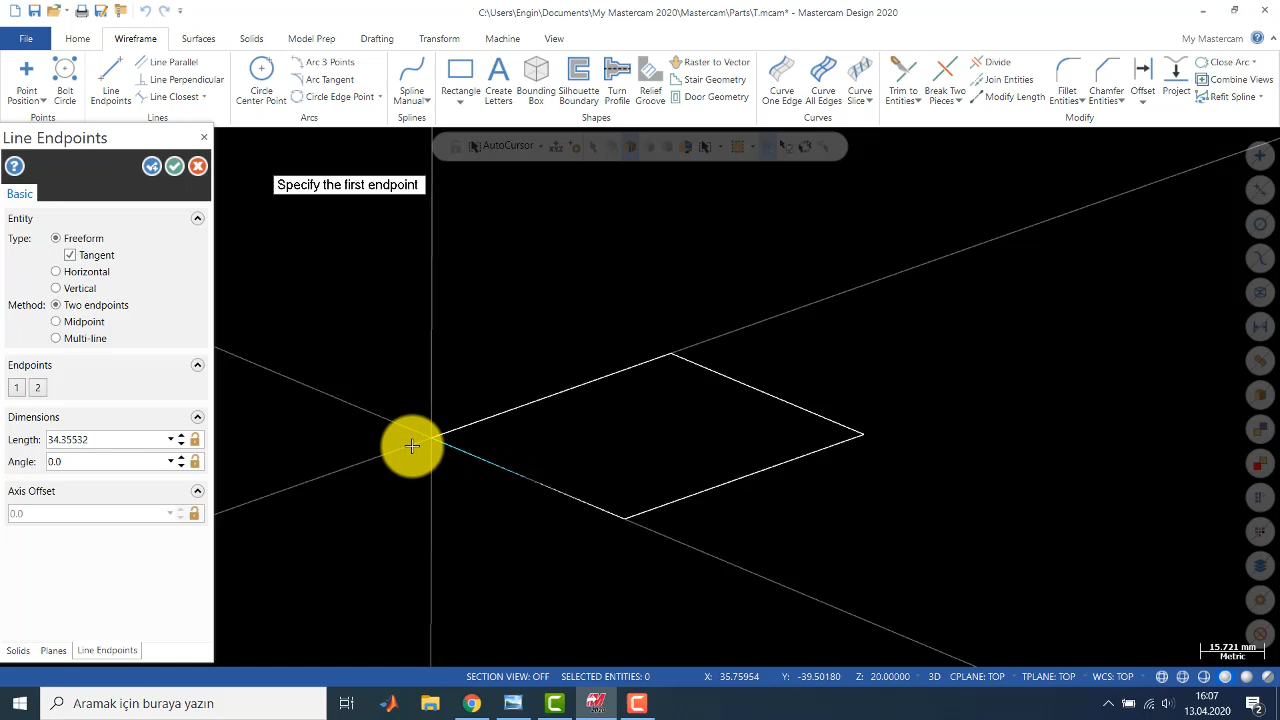 C:\Users\Engin\Documents\My Mastercam 2020\Mastercam\Parts\T.mcam* - Mastercam Design 2020
File Home Wireframe Surfaces Solids Model Prep Drafting Transform Machine View My Mastercam
Point Position
Bolt Circle
Points
Line Endpoints
Line Parallel
Line Perpendicular
Line Closest
Lines
Circle Center Point
Arc 3 Points
Arc Tangent
Circle Edge Point
Arcs
Spline Manual
Splines
Rectangle
Create Letters
Bounding Box
Silhouette Boundary
Turn Profile
Relief Groove
Raster to Vector
Stair Geometry
Door Geometry
Shapes
Curve One Edge
Curve All Edges
Curve Slice
Curves
Trim to Entities
Break Two Pieces
Divide
Join Entities
Modify Length
Fillet Entities
Chamfer Entities
Offset
Project
Close Arc
Combine Views
Refit Spline
Modify
Line Endpoints
Basic
Entity
Type: Freeform
Tangent
Horizontal
Vertical
Method: Two endpoints
Midpoint
Multi-line
Endpoints
1 2
Dimensions
Length: 34.35532
Angle: 0.0
Axis Offset
0.0
Solids Planes Line Endpoints
AutoCursor
Specify the first endpoint
15.721 mm
Metric
SECTION VIEW: OFF SELECTED ENTITIES: 0 X: 35.75954 Y: -39.50180 Z: 20.00000 3D CPLANE: TOP TPLANE: TOP WCS: TOP
Aramak için buraya yazın
16:07
13.04.2020
2